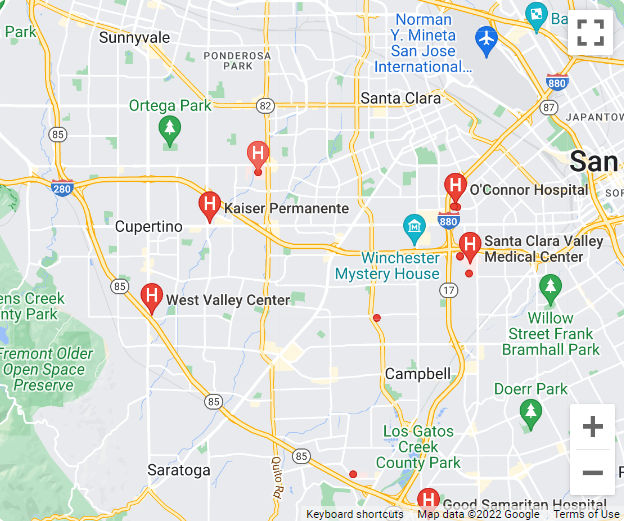 Norman
Y. Mineta
San Jose
International...
Ba
Park
Sunnyvale
PONDEROSA
PARK
880
Ortega Park
82
Santa Clara
87
85
JAPANTOW
San
H
280
H
O'Connor Hospital
SOF
H
Kaiser Permanente
880
Cupertino
H
Santa Clara Valley
Medical Center
Winchester
Mystery House
85
H
West Valley Center
17
ens Creek
unty Park
Willow
Street Frank
Bramhall Park
Fremont Older
Open Space
Preserve
Campbell
Doerr Park
85
Los Gatos
Creek
County Park
Saratoga
85
Quito Rd
H
Good Samaritan Hospital
Keyboard shortcuts
Map data ©2022 Google
Terms of Use